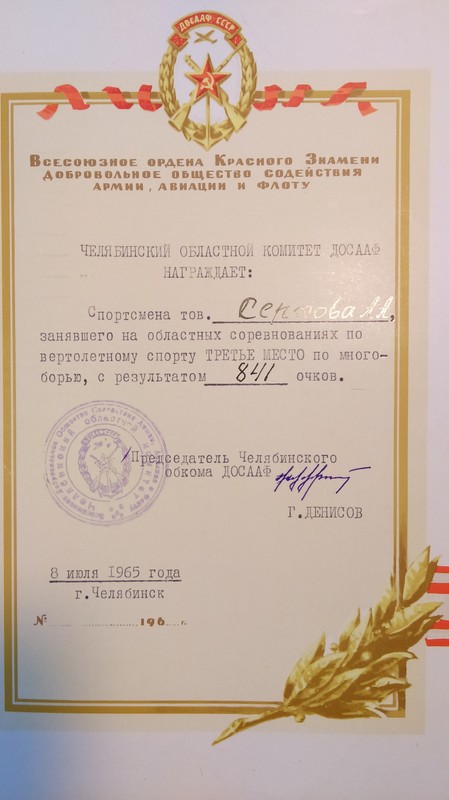 ДОСААФ СССР
Всесоюзное ордена Красного Знамени
Добровольное общество содействия
армии, авиации и флоту
ЧЕЛЯБИНСКИЙ ОБЛАСТНОЙ КОМИТЕТ ДОСААФ
НАГРАЖДАЕТ:
Спортсмена тов.
занявшего на областных соревнованиях по
вертолетному спорту ТРЕТЬЕ МЕСТО по много-
борью, с результатом 841 очков.
Председатель Челябинского
обкома ДОСААФ
Г.ДЕНИСОВ
8 июля 1965 года
г.Челябинск
№ 196 г.